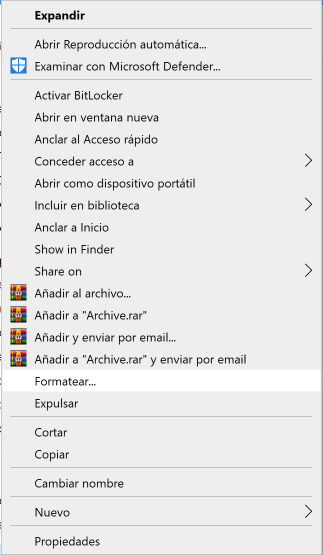 Expandir
Abrir Reproducción automática...
Examinar con Microsoft Defender...
Activar BitLocker
Abrir en ventana nueva
Anclar al Acceso rápido
Conceder acceso a
Abrir como dispositivo portátil
Incluir en biblioteca
Anclar a Inicio
Show in Finder
Share on
Añadir al archivo...
Añadir a "Archive.rar"
Añadir y enviar por email...
Añadir a "Archive.rar" y enviar por email
Formatear...
Expulsar
Cortar
Copiar
Cambiar nombre
Nuevo
Propiedades